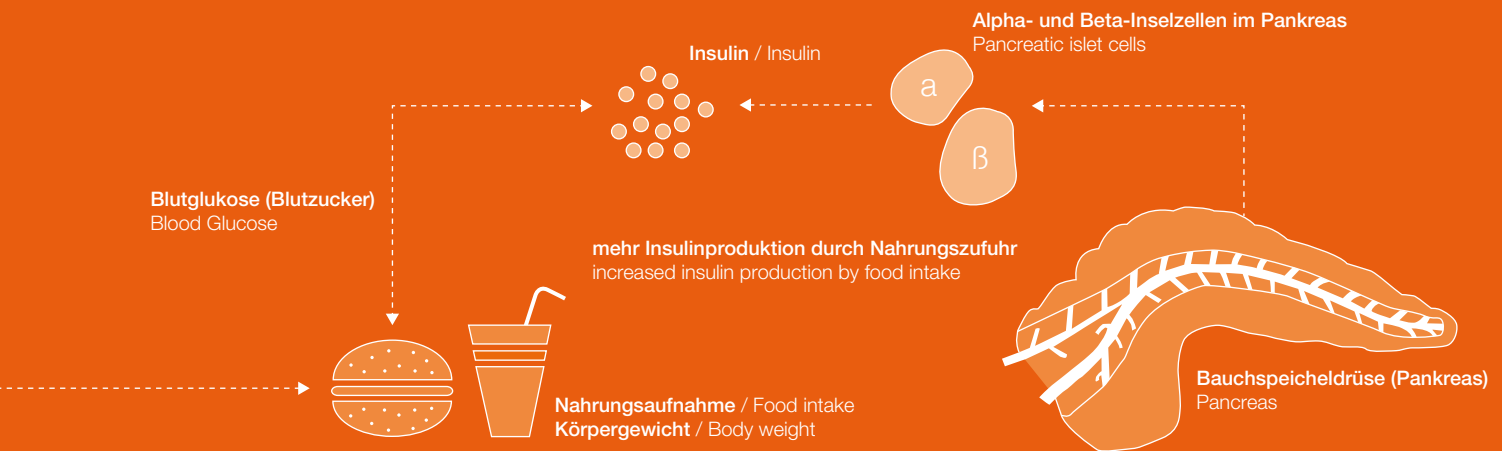 Alpha- und Beta-Inselzellen im Pankreas
Pancreatic islet cells
Insulin / Insulin
a
ß
Blutglukose (Blutzucker)
Blood Glucose
mehr Insulinproduktion durch Nahrungszufuhr
increased insulin production by food intake
Bauchspeicheldrüse (Pankreas)
Pancreas
Nahrungsaufnahme / Food intake
Körpergewicht / Body weight